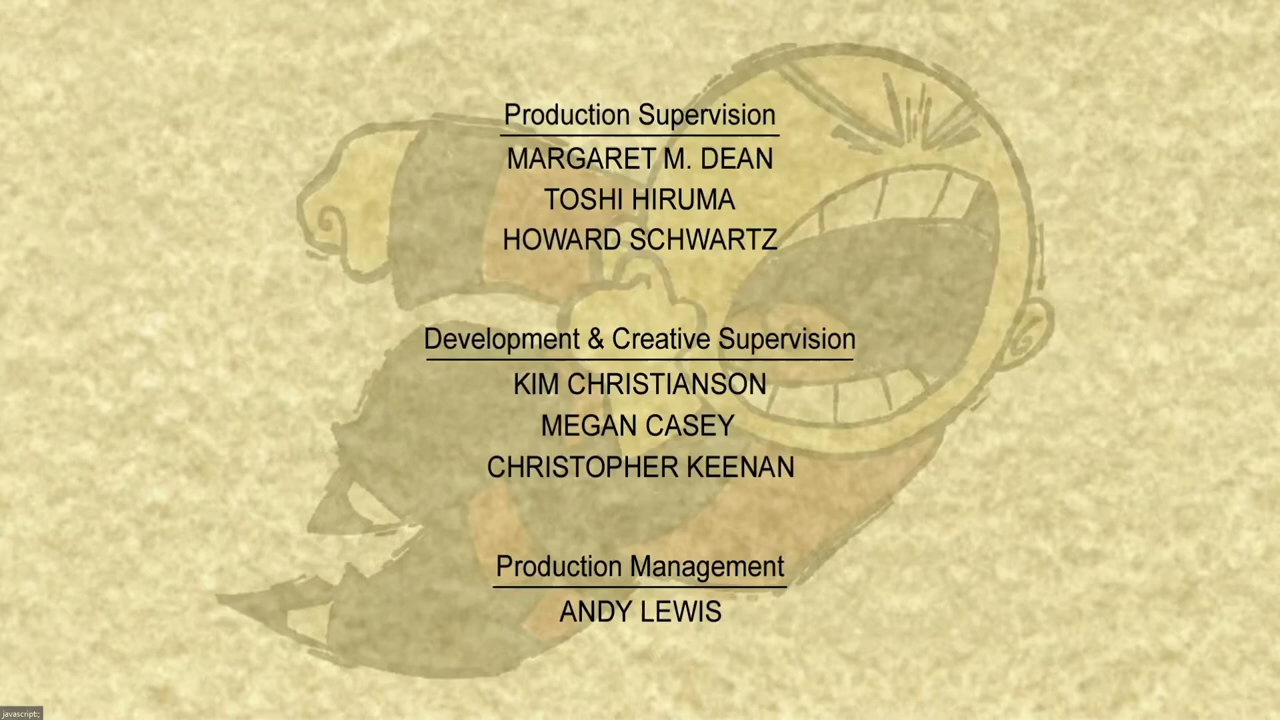 Production Supervision
MARGARET M. DEAN
TOSHI HIRUMA
HOWARD SCHWARTZ
Development & Creative Supervision
KIM CHRISTIANSON
MEGAN CASEY
CHRISTOPHER KEENAN
Production Management
ANDY LEWIS
javascript:;